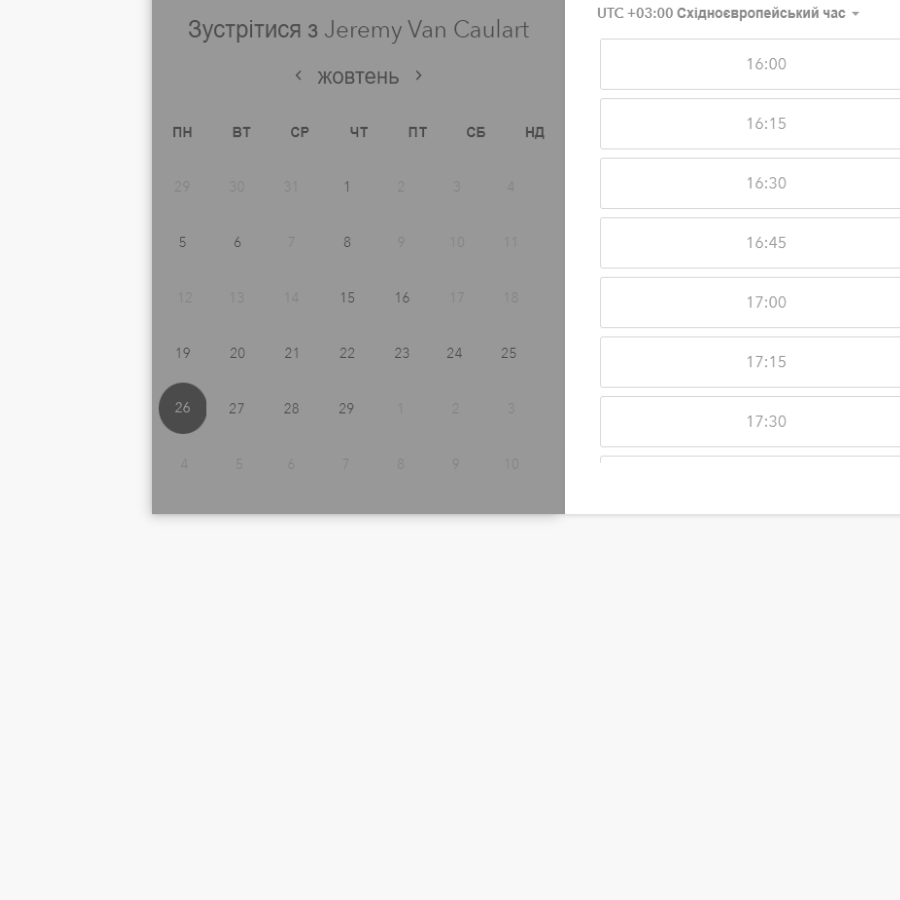 Зустрітися з Jeremy Van Caulart
‹ жовтень ›
ПН ВТ СР ЧТ ПТ СБ НД
29 30 31 1 2 3 4
5 6 7 8 9 10 11
12 13 14 15 16 17 18
19 20 21 22 23 24 25
26 27 28 29 1 2 3
4 5 6 7 8 9 10
UTC +03:00 Східноєвропейський час
16:00
16:15
16:30
16:45
17:00
17:15
17:30